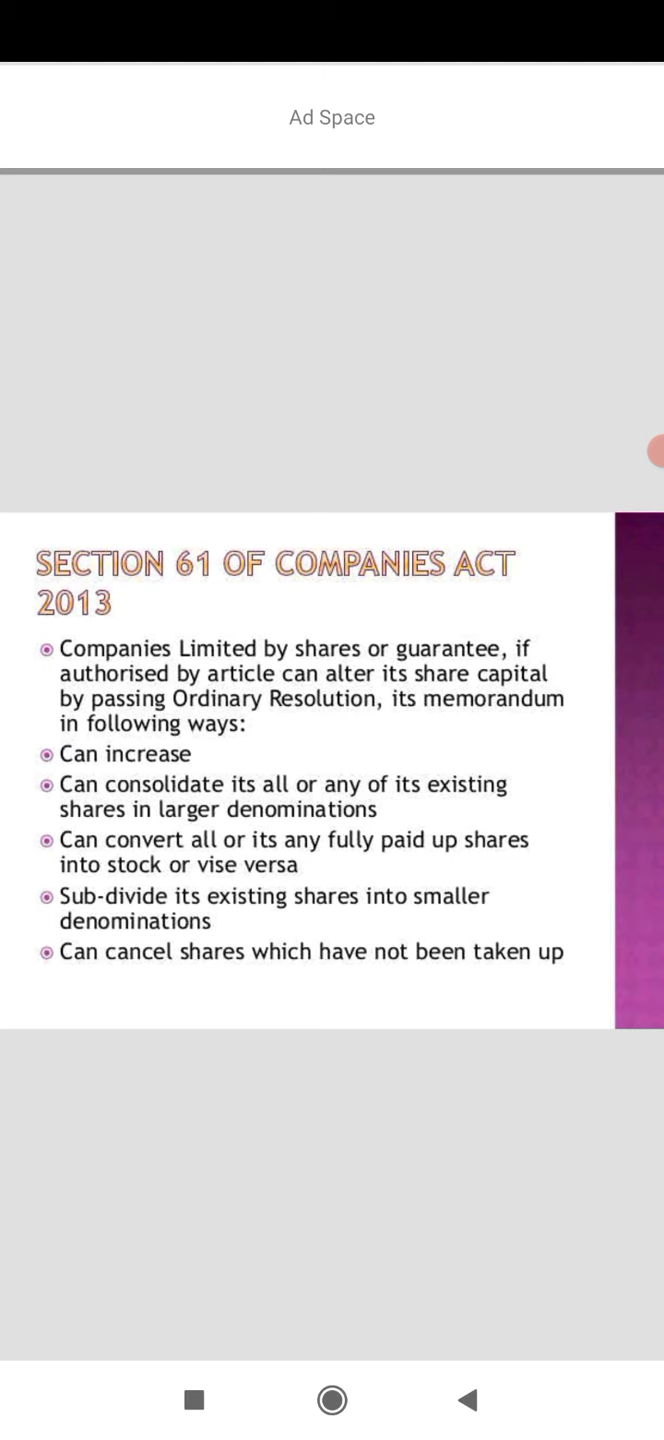 Ad Space
SECTION 61 OF COMPANIES ACT
2013
Companies Limited by shares or guarantee, if
authorised by article can alter its share capital
by passing Ordinary Resolution, its memorandum
in following ways:
Can increase
Can consolidate its all or any of its existing
shares in larger denominations
Can convert all or its any fully paid up shares
into stock or vise versa
Sub-divide its existing shares into smaller
denominations
Can cancel shares which have not been taken up